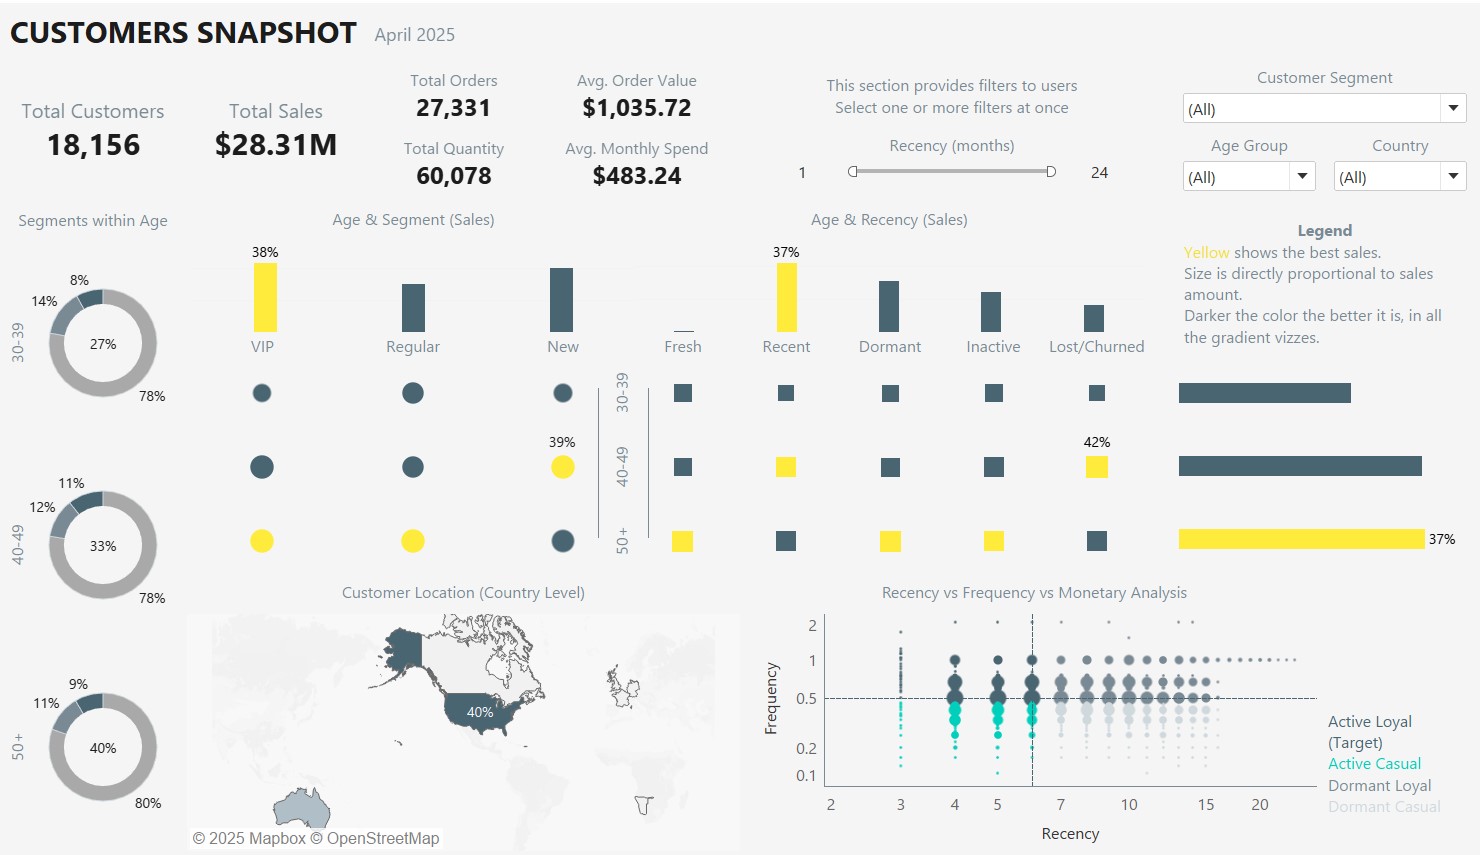 CUSTOMERS SNAPSHOT April 2025
Total Customers
18,156
Total Sales
$28.31M
Total Orders
27,331
Avg. Order Value
$1,035.72
Total Quantity
60,078
Avg. Monthly Spend
$483.24
This section provides filters to users
Select one or more filters at once
Recency (months)
1 24
Customer Segment
(All)
Age Group
(All)
Country
(All)
Segments within Age
30-39
8%
14%
27%
78%
40-49
11%
12%
33%
78%
50+
9%
11%
40%
80%
Age & Segment (Sales)
38%
VIP Regular New
39%
Age & Recency (Sales)
37%
Fresh Recent Dormant Inactive Lost/Churned
30-39
40-49
42%
50+
Legend
Yellow shows the best sales.
Size is directly proportional to sales
amount.
Darker the color the better it is, in all
the gradient vizzes.
37%
Customer Location (Country Level)
40%
© 2025 Mapbox © OpenStreetMap
Recency vs Frequency vs Monetary Analysis
Frequency
2
1
0.5
0.2
0.1
2 3 4 5 7 10 15 20
Recency
Active Loyal
(Target)
Active Casual
Dormant Loyal
Dormant Casual